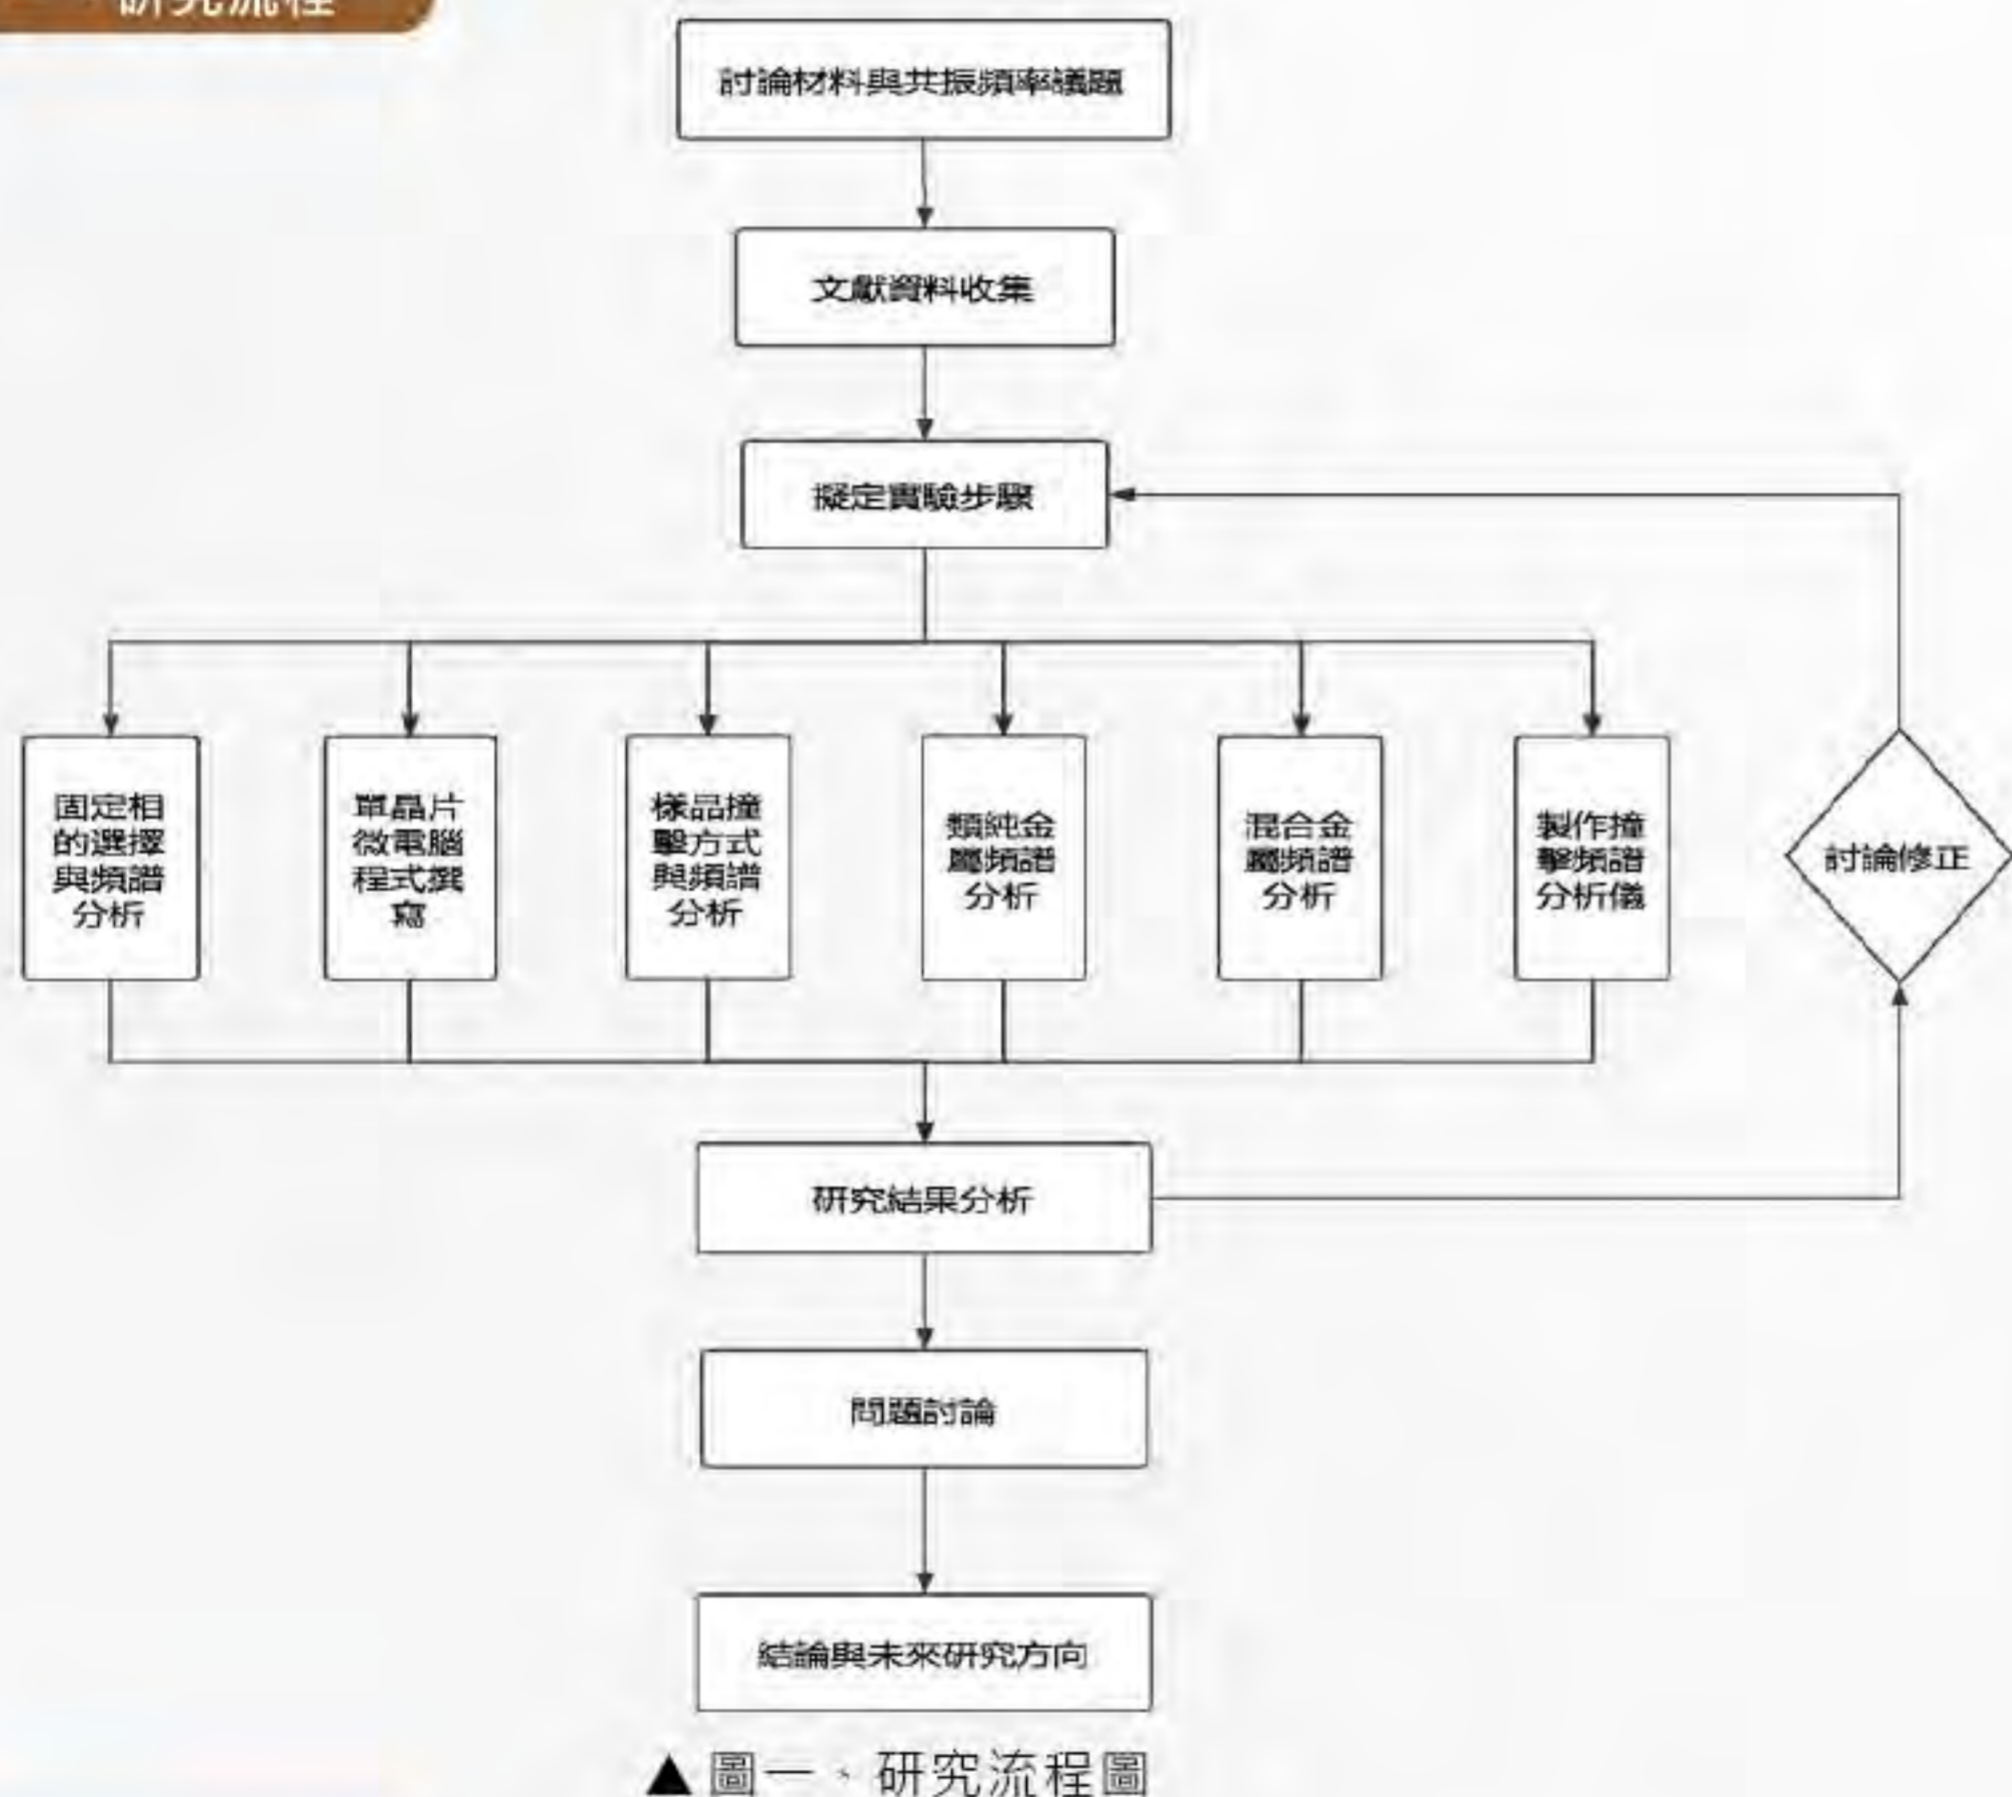 研究流程
討論材料與共振頻率議題
文獻資料收集
擬定實驗步驟
固定相
的選擇
與頻譜
分析
單晶片
微電腦
程式撰
寫
樣品撞
擊方式
與頻譜
分析
類純金
屬頻譜
分析
混合金
屬頻譜
分析
製作撞
擊頻譜
分析儀
討論修正
研究結果分析
問題討論
結論與未來研究方向
▲ 圖一、研究流程圖